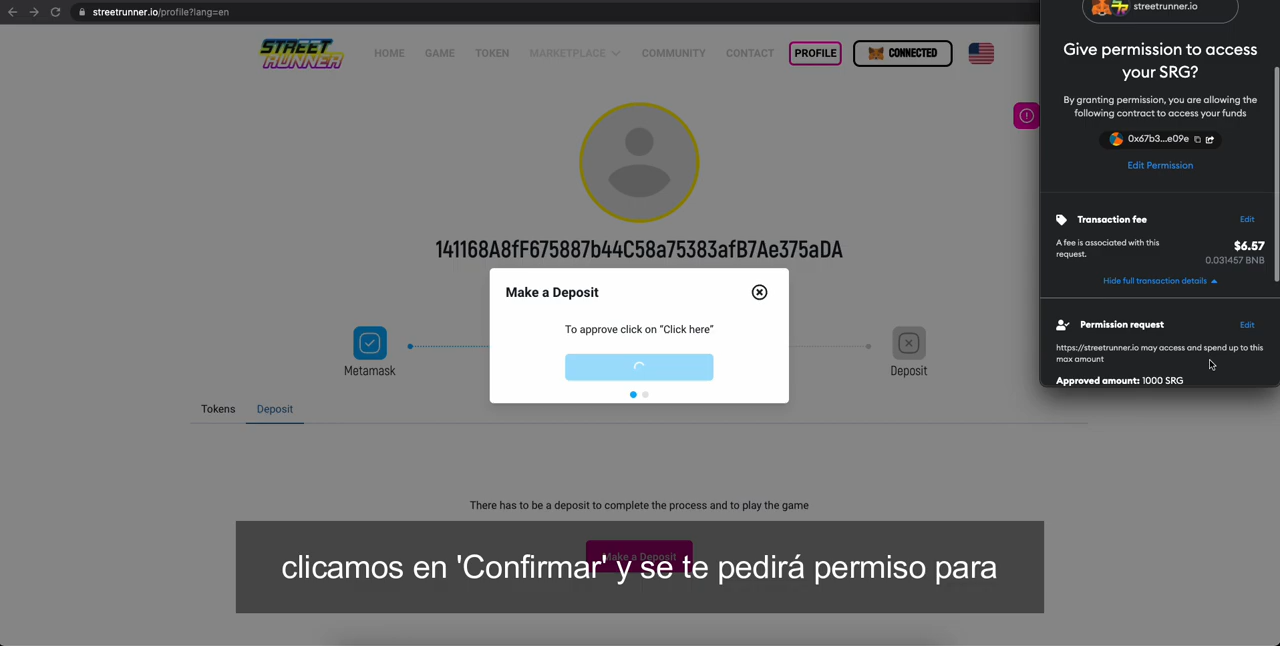 streetrunner.io/profile?lang=en
STREET
RUNNER
HOME
GAME
TOKEN
MARKETPLACE
COMMUNITY
CONTACT
PROFILE
CONNECTED
141168A8fF675887b44C58a75383afB7Ae375aDA
Make a Deposit
To approve click on "Click here"
Metamask
Deposit
Tokens
Deposit
There has to be a deposit to complete the process and to play the game
Make a Deposit
clicamos en 'Confirmar' y se te pedirá permiso para
streetrunner.io
Give permission to access
your SRG?
By granting permission, you are allowing the
following contract to access your funds
0x67b3...e09e
Edit Permission
Transaction fee
Edit
A fee is associated with this
request.
$6.57
0.031457 BNB
Hide full transaction details
Permission request
Edit
https://streetrunner.io may access and spend up to this
max amount
Approved amount: 1000 SRG